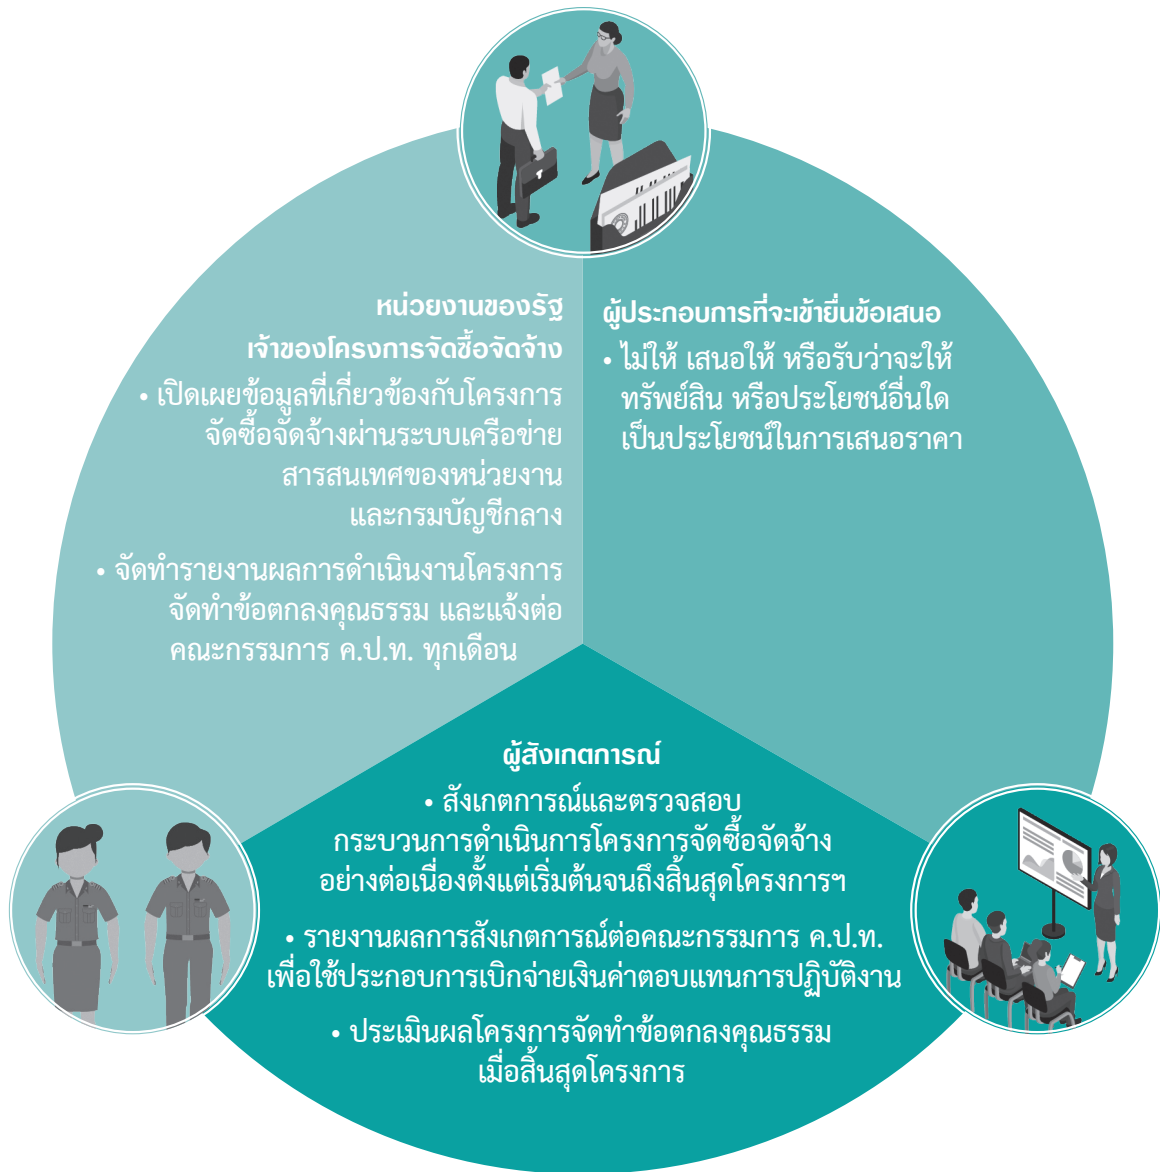 หน่วยงานของรัฐ
เจ้าของโครงการจัดซื้อจัดจ้าง
• เปิดเผยข้อมูลที่เกี่ยวข้องกับโครงการ
จัดซื้อจัดจ้างผ่านระบบเครือข่าย
สารสนเทศของหน่วยงาน
และกรมบัญชีกลาง
• จัดทำรายงานผลการดำเนินงานโครงการ
จัดทำข้อตกลงคุณธรรม และแจ้งต่อ
คณะกรรมการ ค.ป.ท. ทุกเดือน
ผู้ประกอบการที่จะเข้ายื่นข้อเสนอ
• ไม่ให้ เสนอให้ หรือรับว่าจะให้
ทรัพย์สิน หรือประโยชน์อื่นใด
เป็นประโยชน์ในการเสนอราคา
ผู้สังเกตการณ์
• สังเกตการณ์และตรวจสอบ
กระบวนการดำเนินการโครงการจัดซื้อจัดจ้าง
อย่างต่อเนื่องตั้งแต่เริ่มต้นจนถึงสิ้นสุดโครงการฯ
• รายงานผลการสังเกตการณ์ต่อคณะกรรมการ ค.ป.ท.
เพื่อใช้ประกอบการเบิกจ่ายเงินค่าตอบแทนการปฏิบัติงาน
• ประเมินผลโครงการจัดทำข้อตกลงคุณธรรม
เมื่อสิ้นสุดโครงการ